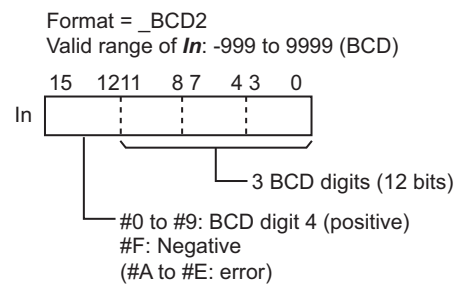 Format = _BCD2
Valid range of In: -999 to 9999 (BCD)
15 1211 8 7 4 3 0
In
3 BCD digits (12 bits)
#0 to #9: BCD digit 4 (positive)
#F: Negative
(#A to #E: error)